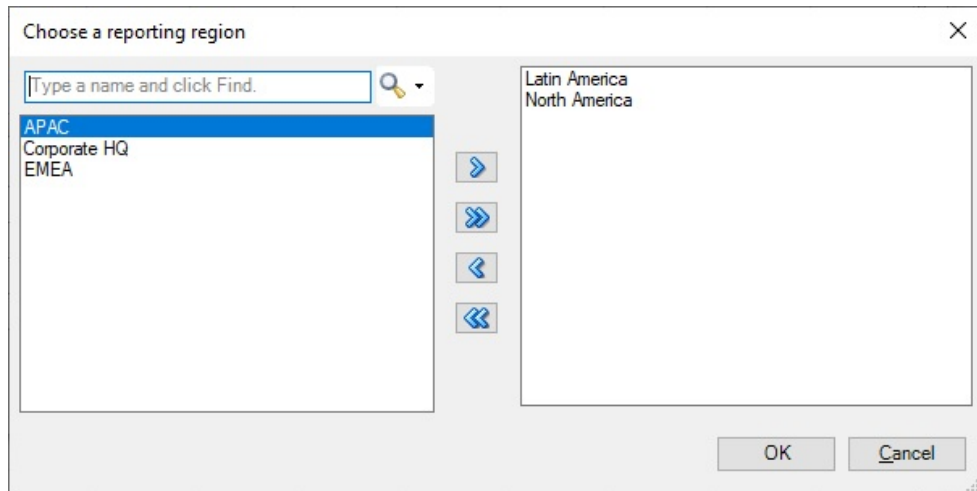 Choose a reporting region
Type a name and click Find.
APAC
Corporate HQ
EMEA
Latin America
North America
OK
Cancel